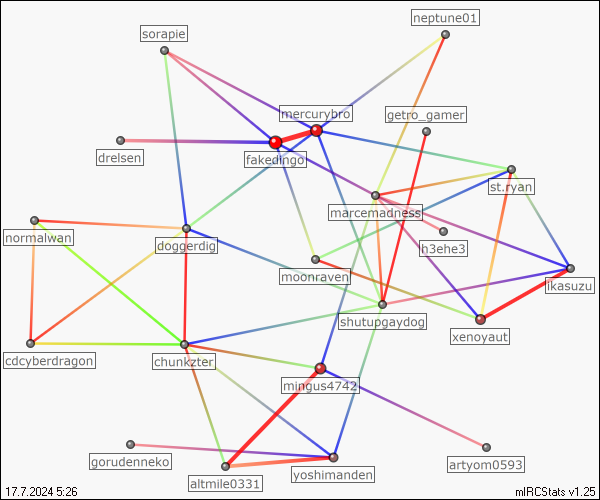 neptune01
sorapie
mercurybro
getro_gamer
drelsen
fakedingo
st.ryan
marcemadness
normalwan
doggerdig
h3ehe3
moonraven
ikasuzu
shutupgaydog
xenoyaut
cdcyberdragon
chunkzter
mingus4742
gorudenneko
artyom0593
yoshimanden
altmile0331
17.7.2024 5:26
mIRCStats v1.25